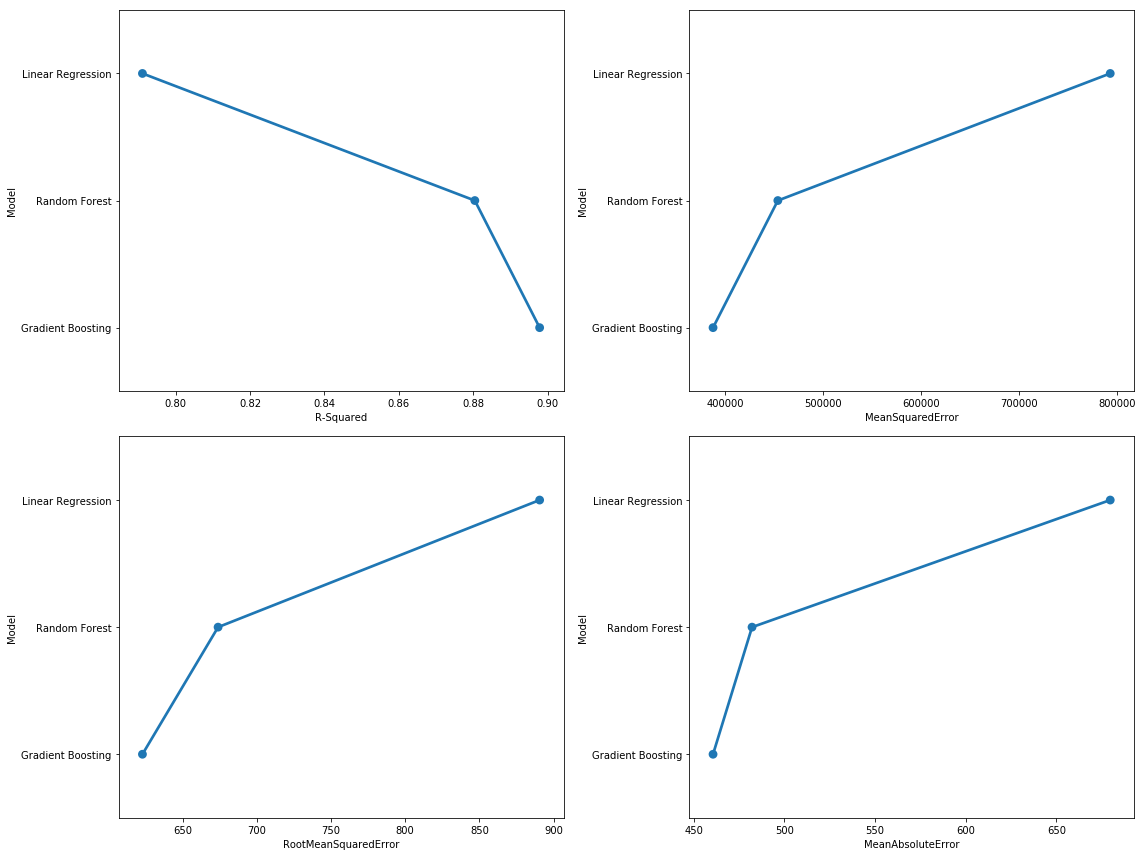 Model
Linear Regression
Random Forest
Gradient Boosting
0.80 0.82 0.84 0.86 0.88 0.90
R-Squared
Model
Linear Regression
Random Forest
Gradient Boosting
400000 500000 600000 700000 800000
MeanSquaredError
Model
Linear Regression
Random Forest
Gradient Boosting
650 700 750 800 850 900
RootMeanSquaredError
Model
Linear Regression
Random Forest
Gradient Boosting
450 500 550 600 650
MeanAbsoluteError